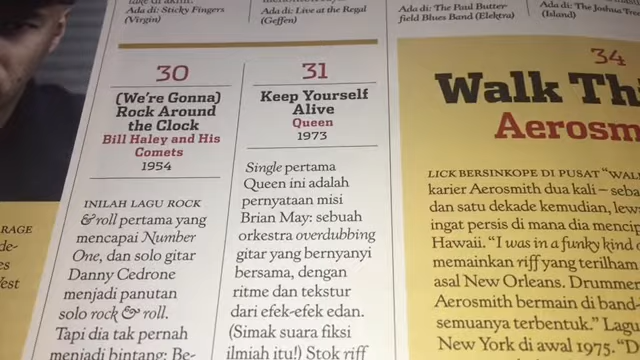 Ada di: Sticky Fingers
(Virgin)
Ada di: Live at the Regal
(Geffen)
Ada di: The Paul Butter-
field Blues Band (Elektra)
Ada di: The Joshua Tree
(Island)
30
(We're Gonna)
Rock Around
the Clock
Bill Haley and His
Comets
1954
INILAH LAGU ROCK
& roll pertama yang
mencapai Number
One, dan solo gitar
Danny Cedrone
menjadi panutan
solo rock & roll.
Tapi dia tak pernah
menjadi bintang: Be-
31
Keep Yourself
Alive
Queen
1973
Single pertama
Queen ini adalah
pernyataan misi
Brian May: sebuah
orkestra overdubbing
gitar yang bernyanyi
bersama, dengan
ritme dan tekstur
dari efek-efek edan.
(Simak suara fiksi
ilmiah itu!) Stok riff
34
Walk Th
Aerosm
LICK BERSINKOPE DI PUSAT "WAL
karier Aerosmith dua kali – seba
dan satu dekade kemudian, lew
ingat persis di mana dia mencip
Hawaii. "I was in a funky kind o
memainkan riff yang terilham
asal New Orleans. Drummer
Aerosmith bermain di band-
semuanya terbentuk." Lagu
New York di awal 1975. "D
RAGE
de-
es
fest